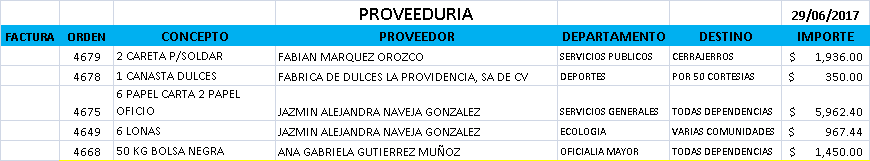 PROVEEDURIA 29/06/2017
FACTURA ORDEN CONCEPTO PROVEEDOR DEPARTAMENTO DESTINO IMPORTE
4679 2 CARETA P/SOLDAR FABIAN MARQUEZ OROZCO SERVICIOS PUBLICOS CERRAJERROS $ 1,936.00
4678 1 CANASTA DULCES FABRICA DE DULCES LA PROVIDENCIA, SA DE CV DEPORTES POR 50 CORTESIAS $ 350.00
6 PAPEL CARTA 2 PAPEL
4675 OFICIO JAZMIN ALEJANDRA NAVEJA GONZALEZ SERVICIOS GENERALES TODAS DEPENDENCIAS $ 5,962.40
4649 6 LONAS JAZMIN ALEJANDRA NAVEJA GONZALEZ ECOLOGIA VARIAS COMUNIDADES $ 967.44
4668 50 KG BOLSA NEGRA ANA GABRIELA GUTIERREZ MUÑOZ OFICIALIA MAYOR TODAS DEPENDENCIAS $ 1,450.00